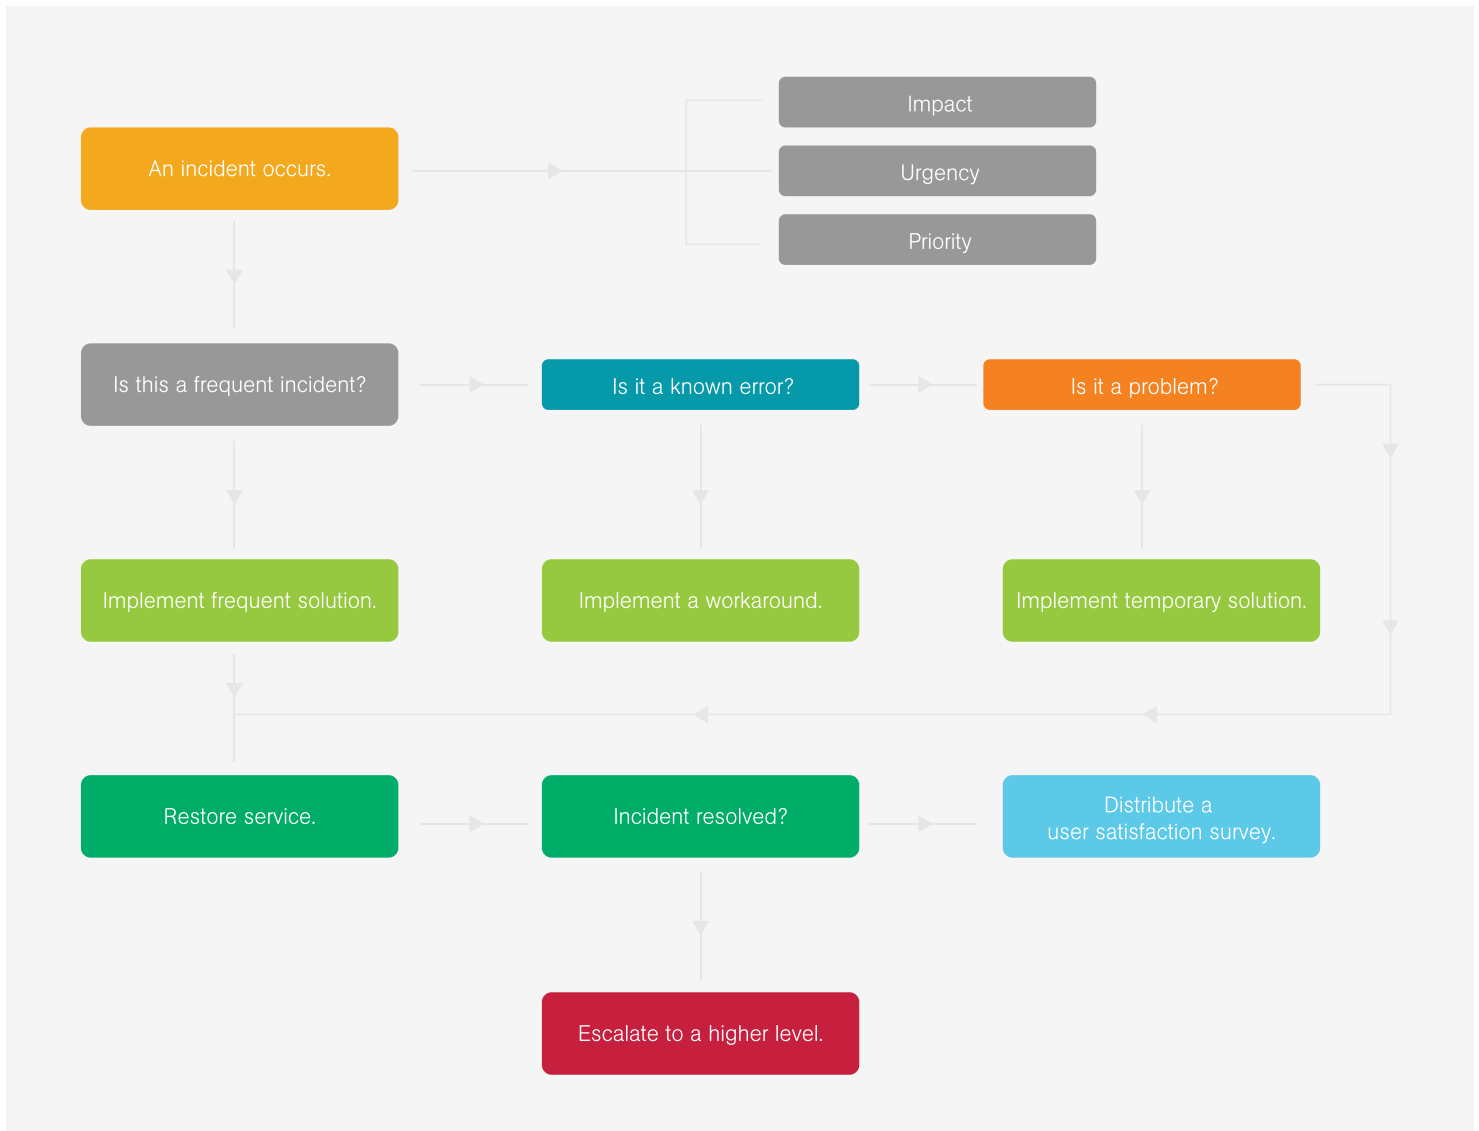 An incident occurs.
Impact
Urgency
Priority
Is this a frequent incident?
Is it a known error?
Is it a problem?
Implement frequent solution.
Implement a workaround.
Implement temporary solution.
Restore service.
Incident resolved?
Distribute a
user satisfaction survey.
Escalate to a higher level.